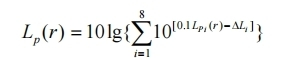 L_p(r) = 10 lg{∑_{i=1}^{8} 10^{[0.1L_{Pi}(r)−ΔL_i]}}